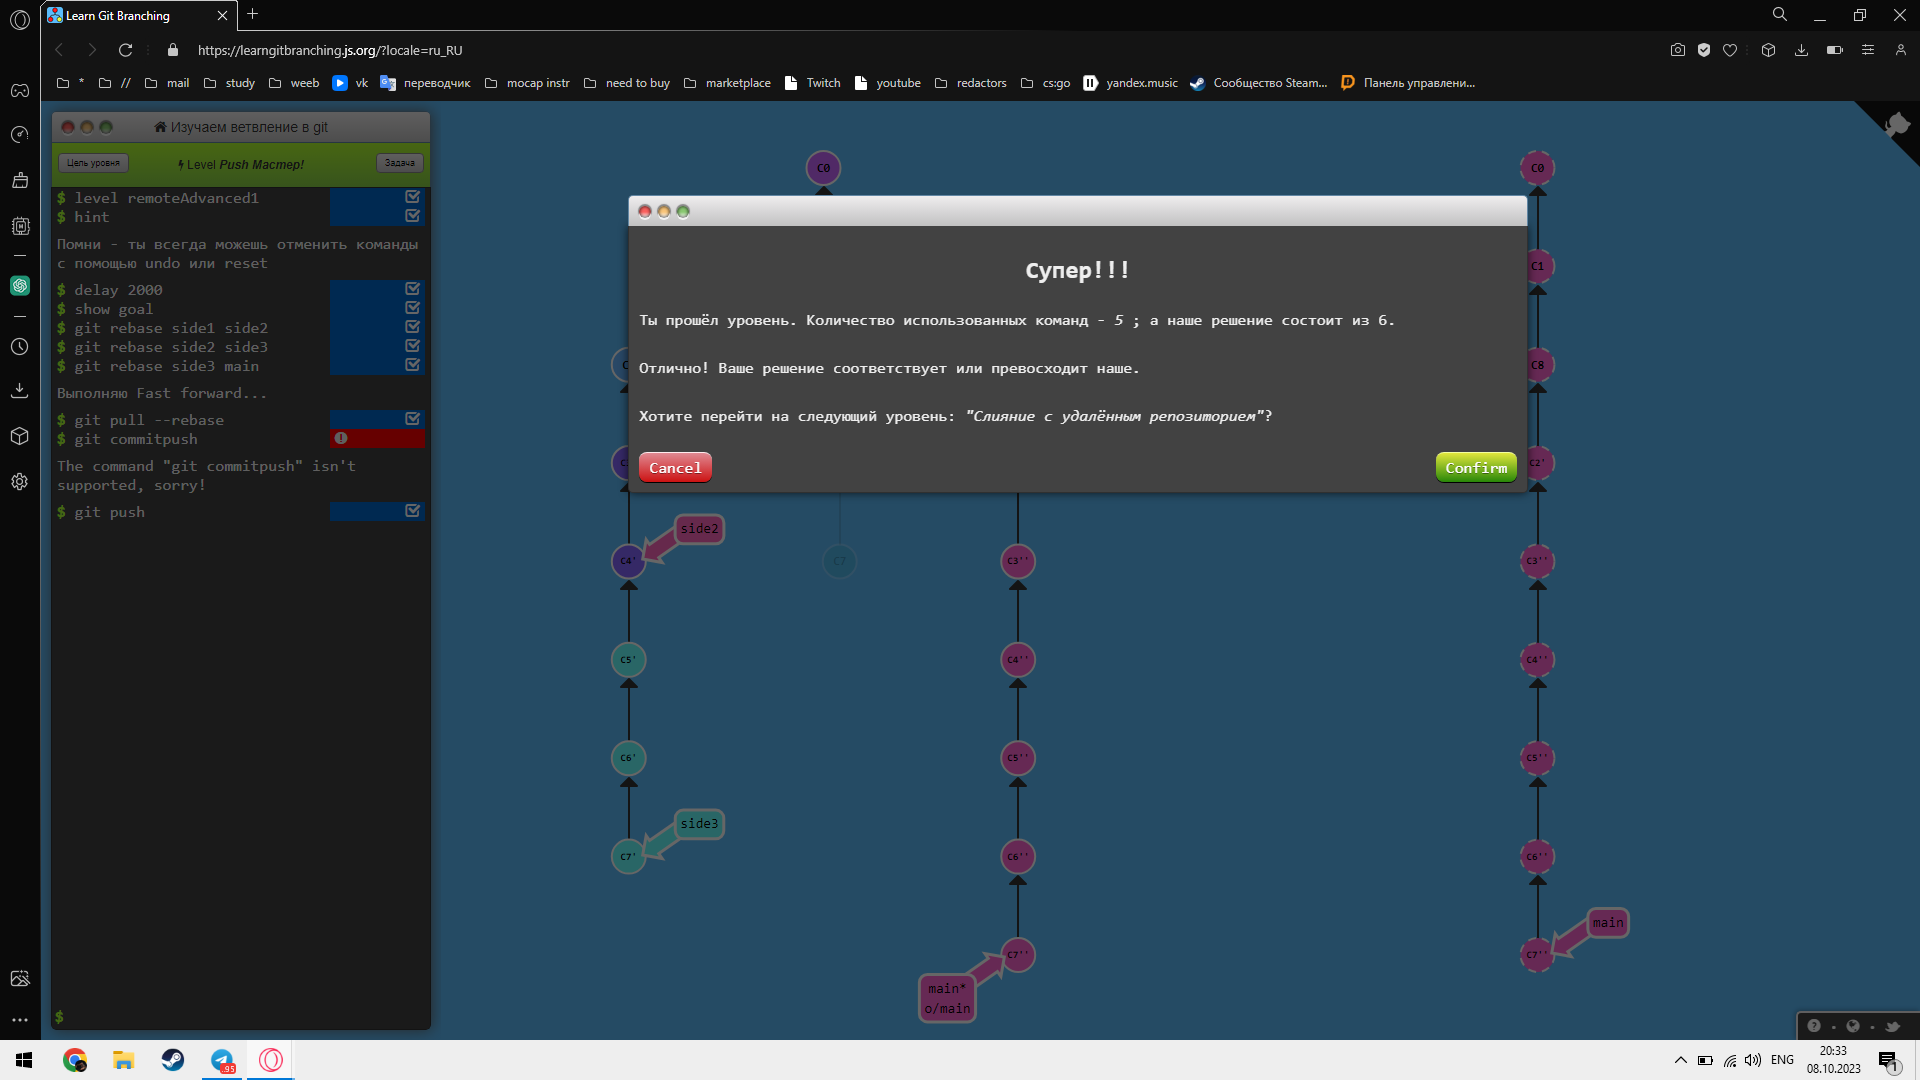 Learn Git Branching
https://learngitbranching.js.org/?locale=ru_RU
* // mail study weeb vk переводчик mocap instr need to buy marketplace Twitch youtube redactors cs:go yandex.music Сообщество Steam... Панель управлени...
Изучаем ветвление в git
Цель уровня Level Push Мастер! Задача
$ level remoteAdvanced1
$ hint
Помни - ты всегда можешь отменить команды
с помощью undo или reset
$ delay 2000
$ show goal
$ git rebase side1 side2
$ git rebase side2 side3
$ git rebase side3 main
Выполняю Fast forward...
$ git pull --rebase
$ git commitpush
The command "git commitpush" isn't
supported, sorry!
$ git push
$
Супер!!!
Ты прошёл уровень. Количество использованных команд - 5 ; а наше решение состоит из 6.
Отлично! Ваше решение соответствует или превосходит наше.
Хотите перейти на следующий уровень: "Слияние с удалённым репозиторием"?
Cancel Confirm
C0
side2
C4'
C7
C5'
C6'
side3
C7'
C3''
C4''
C5''
C6''
C7''
main*
o/main
C0
C1
C8
C2'
C3''
C4''
C5''
C6''
main
C7''
95
ENG
20:33
08.10.2023
1